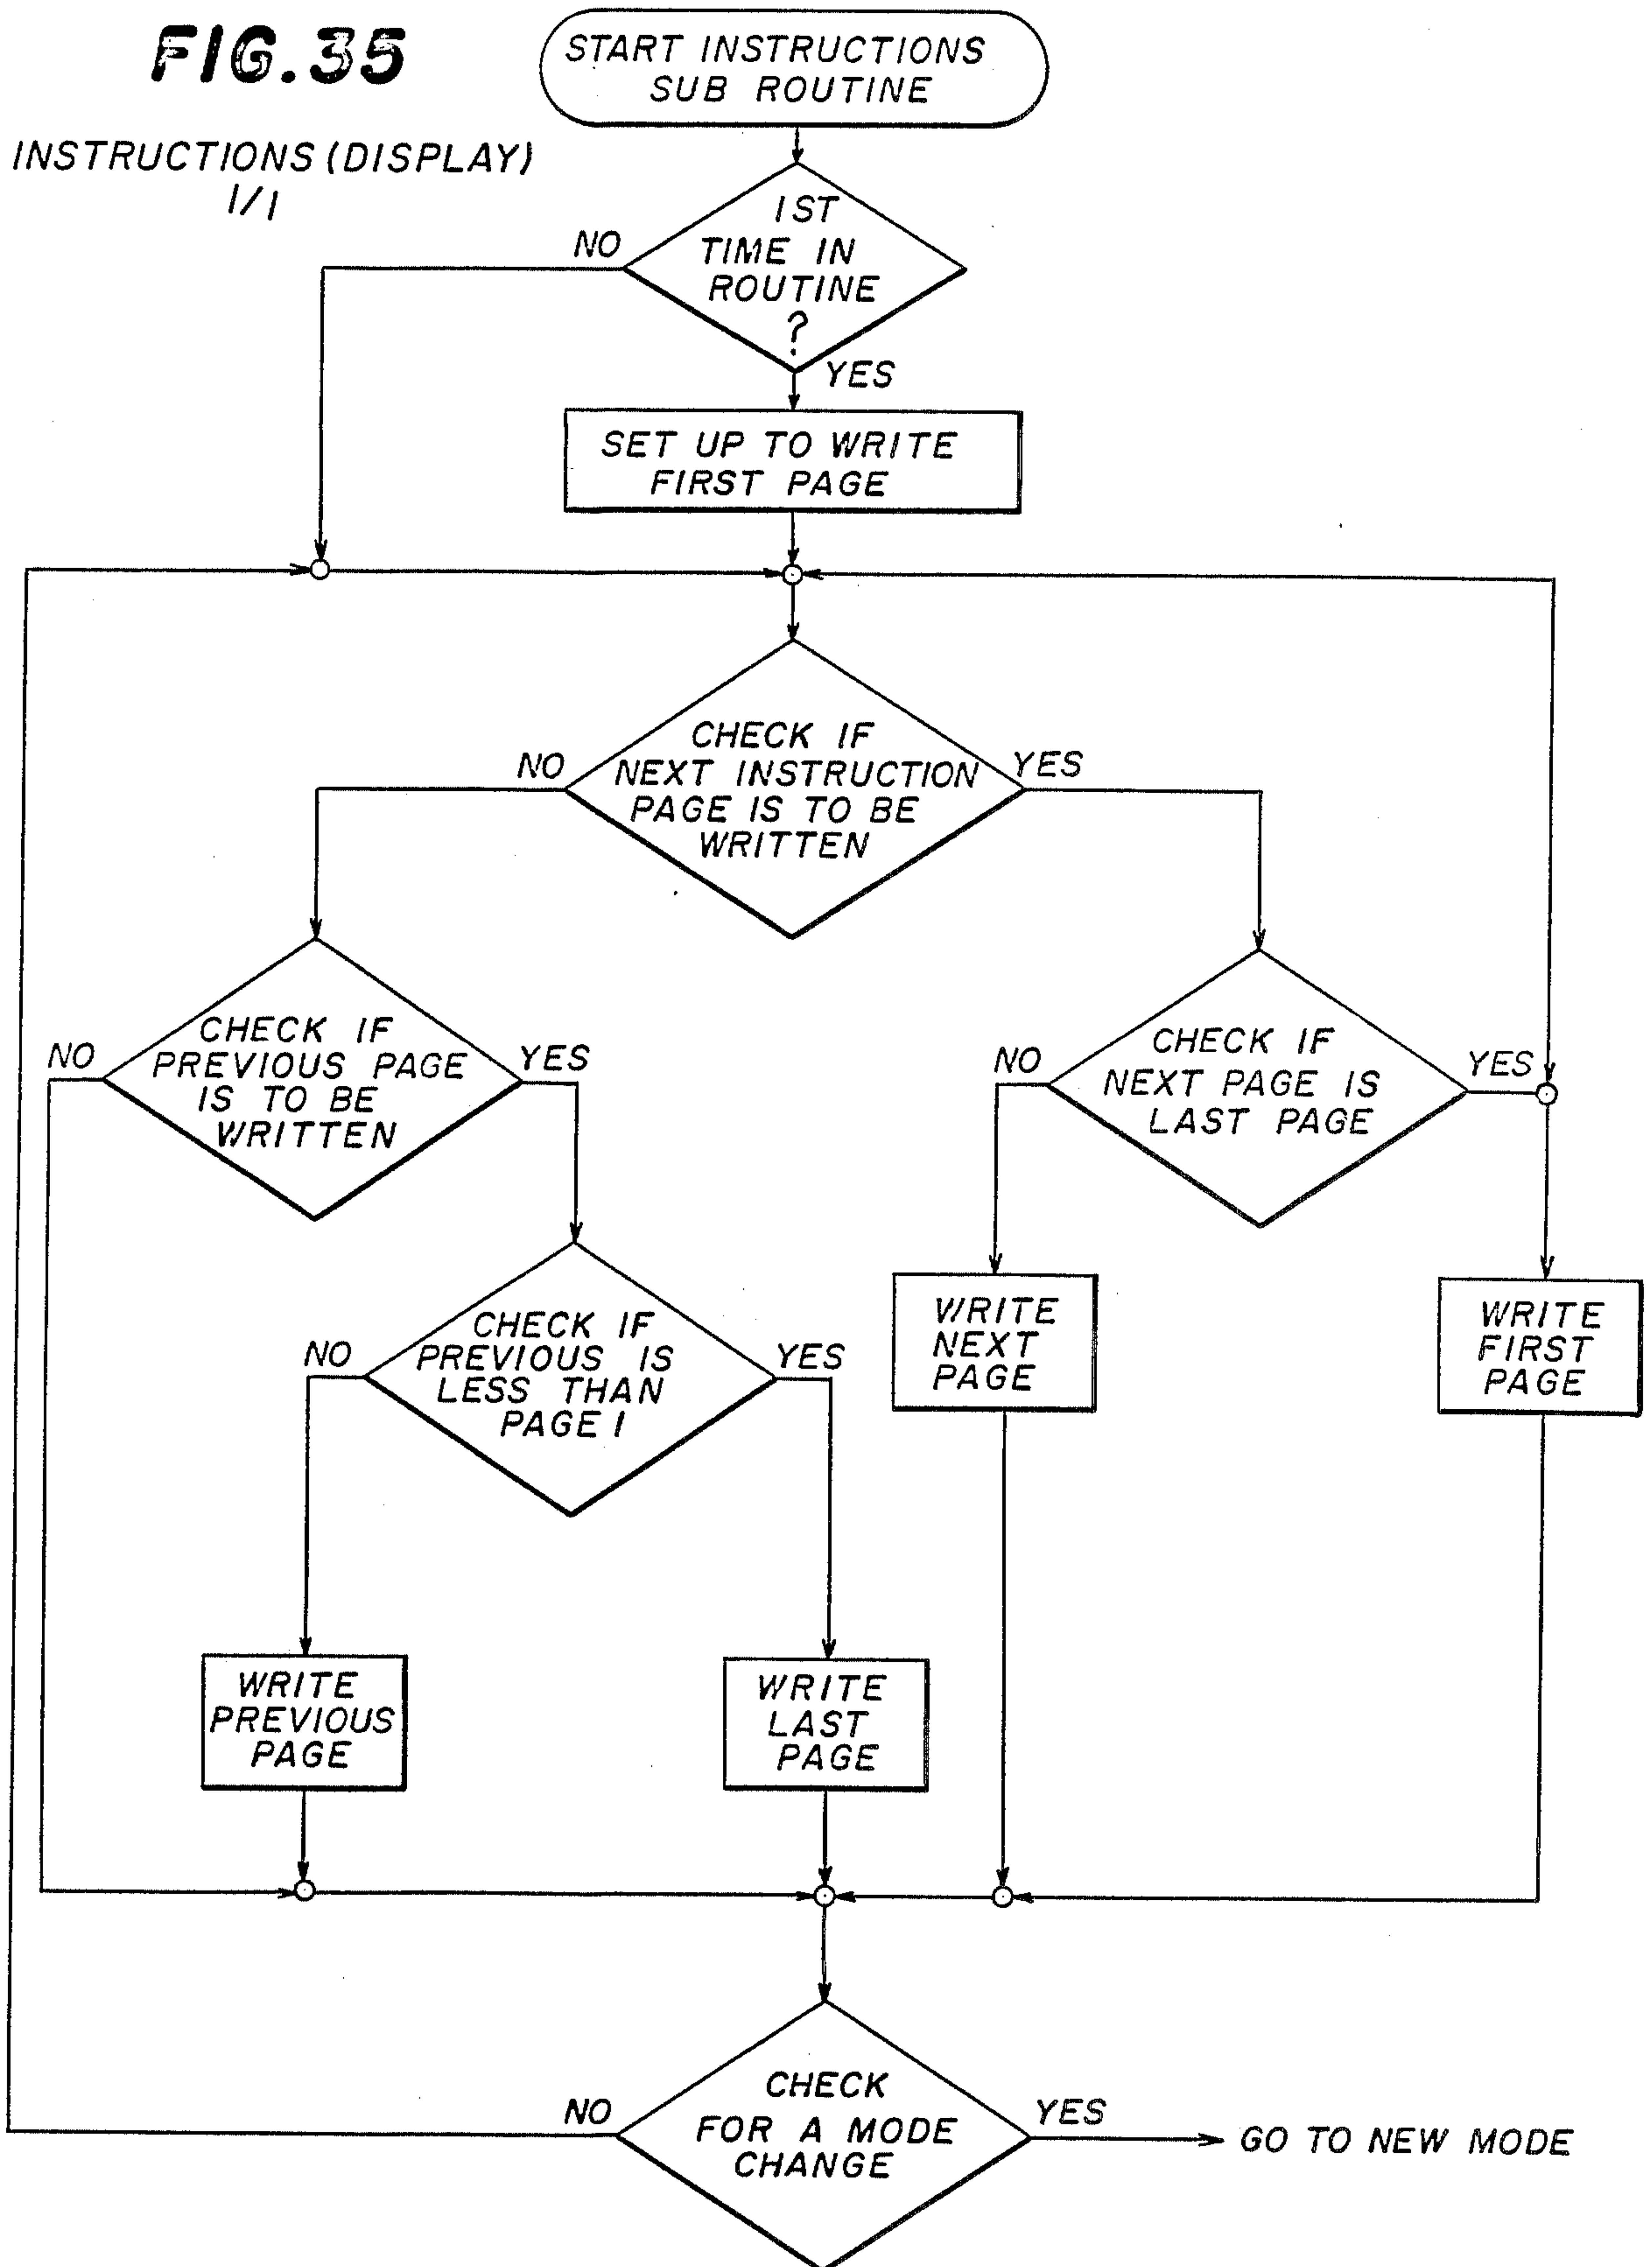 FIG.35
INSTRUCTIONS (DISPLAY)
1/1
START INSTRUCTIONS
SUB ROUTINE
1ST
TIME IN
ROUTINE
?
NO
YES
SET UP TO WRITE
FIRST PAGE
CHECK IF
NEXT INSTRUCTION
PAGE IS TO BE
WRITTEN
NO
YES
CHECK IF
PREVIOUS PAGE
IS TO BE
WRITTEN
NO
YES
CHECK IF
NEXT PAGE IS
LAST PAGE
NO
YES
CHECK IF
PREVIOUS IS
LESS THAN
PAGE 1
NO
YES
WRITE
NEXT
PAGE
WRITE
FIRST
PAGE
WRITE
PREVIOUS
PAGE
WRITE
LAST
PAGE
CHECK
FOR A MODE
CHANGE
NO
YES
GO TO NEW MODE